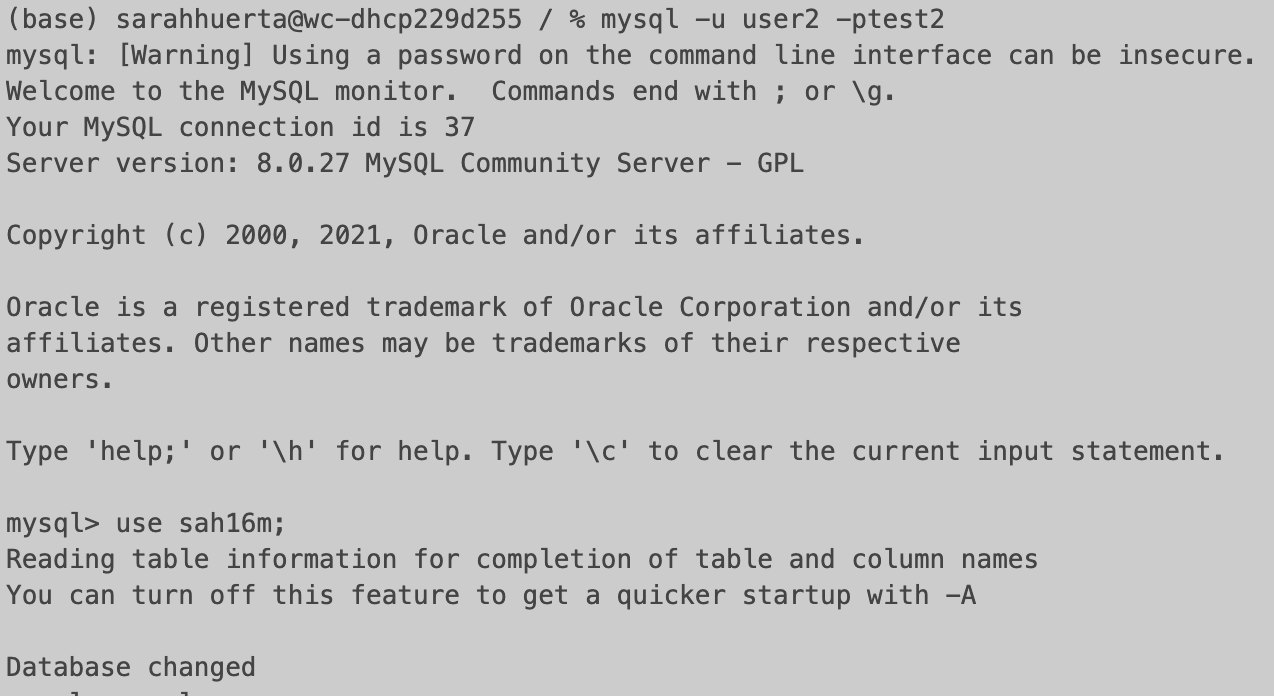 (base) sarahhuerta@wc-dhcp229d255 / % mysql -u user2 -ptest2
mysql: [Warning] Using a password on the command line interface can be insecure.
Welcome to the MySQL monitor.  Commands end with ; or \g.
Your MySQL connection id is 37
Server version: 8.0.27 MySQL Community Server - GPL

Copyright (c) 2000, 2021, Oracle and/or its affiliates.

Oracle is a registered trademark of Oracle Corporation and/or its
affiliates. Other names may be trademarks of their respective
owners.

Type 'help;' or '\h' for help. Type '\c' to clear the current input statement.

mysql> use sah16m;
Reading table information for completion of table and column names
You can turn off this feature to get a quicker startup with -A

Database changed